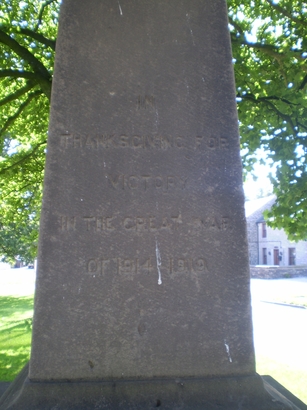 IN
THANKSGIVING FOR
VICTORY
IN THE GREAT WAR
OF 1914-1919